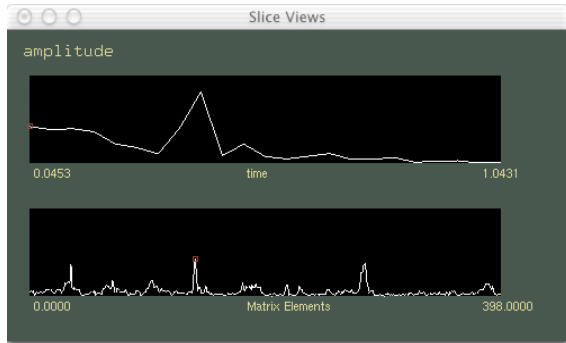 Slice Views
amplitude
0.0453 time 1.0431
0.0000 Matrix Elements 398.0000